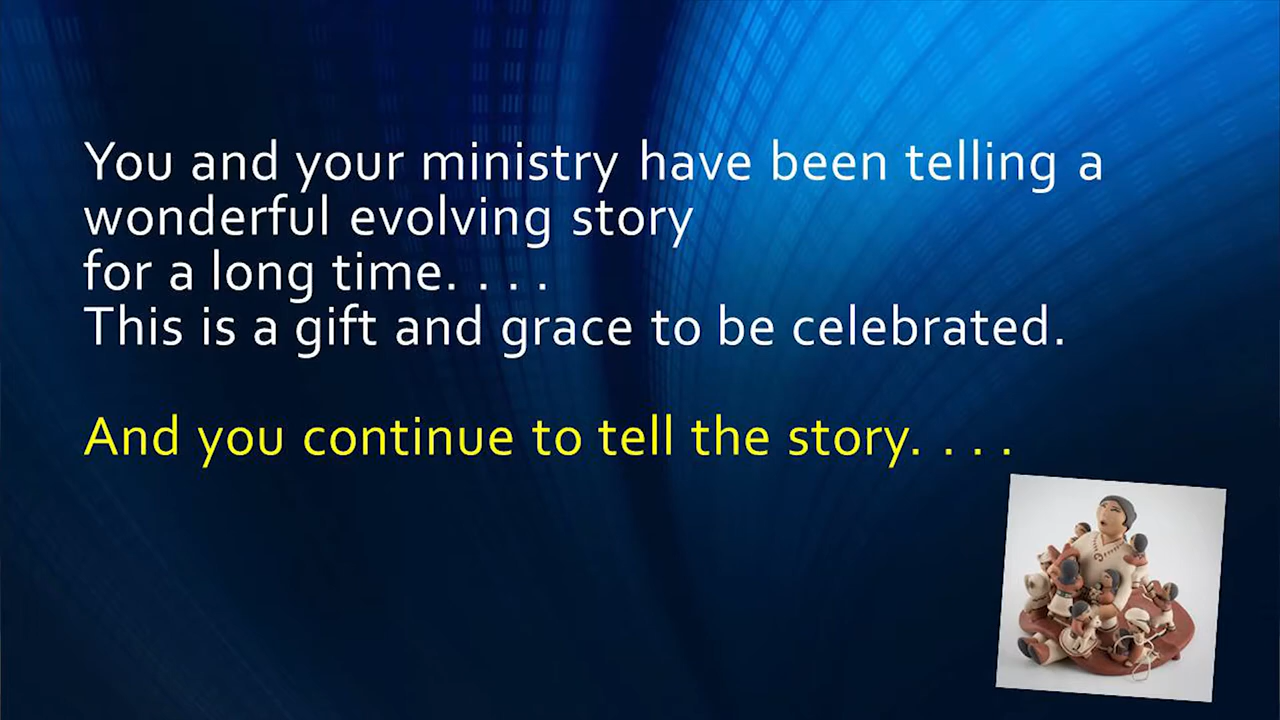 You and your ministry have been telling a
wonderful evolving story
for a long time. . . .
This is a gift and grace to be celebrated.
And you continue to tell the story. . . .